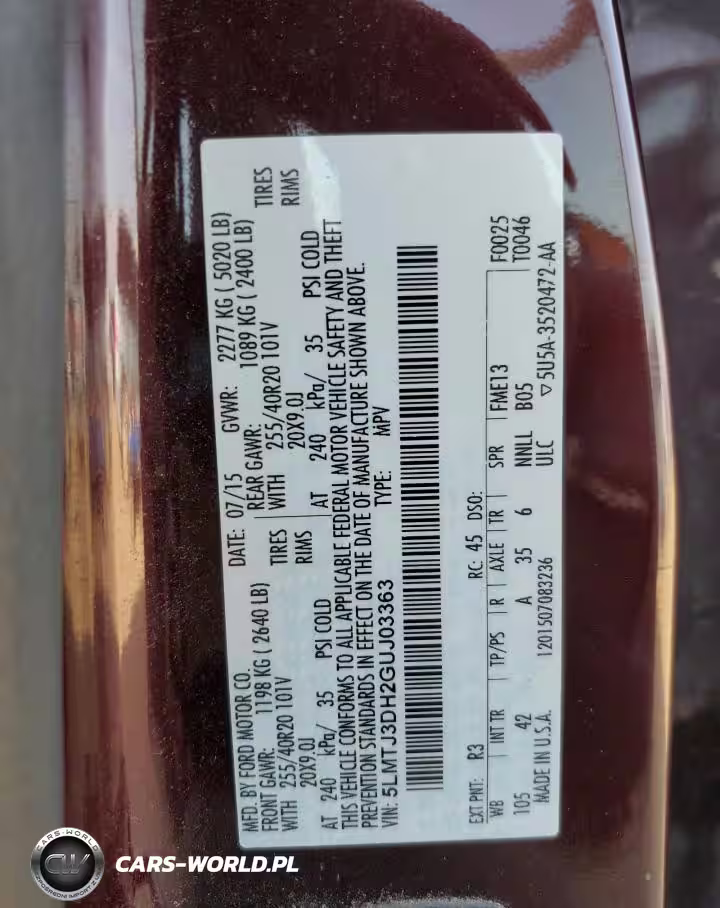 MFD. BY FORD MOTOR CO.
DATE: 07/15 GVWR: 2277 KG ( 5020 LB)
FRONT GAWR: 1198 KG ( 2640 LB)
REAR GAWR: 1089 KG ( 2400 LB)
WITH 255/40R20 101V TIRES
WITH 255/40R20 101V TIRES
20X9.0J RIMS
20X9.0J RIMS
AT 240 kPa/ 35 PSI COLD
AT 240 kPa/ 35 PSI COLD
THIS VEHICLE CONFORMS TO ALL APPLICABLE FEDERAL MOTOR VEHICLE SAFETY AND THEFT
PREVENTION STANDARDS IN EFFECT ON THE DATE OF MANUFACTURE SHOWN ABOVE.
VIN: 5LMTJ3DH2GUJ03363 TYPE: MPV
EXT PNT: R3 RC: 45 DSO:
WB INT TR TP/PS R AXLE TR SPR FME13 F0025
105 42 A 35 6 NNLL B05 T0046
ULC
MADE IN U.S.A. 1201507083236 ▽5U5A-3520472-AA
CARS-WORLD
CW
CARS-WORLD.PL